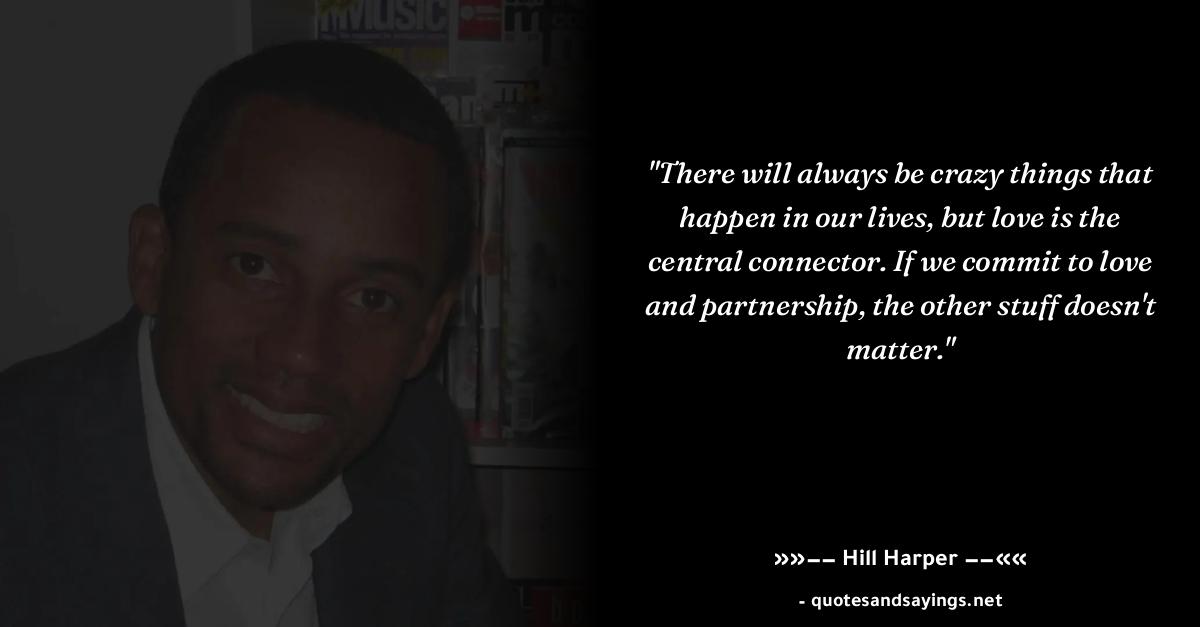 MUSIC
"There will always be crazy things that
happen in our lives, but love is the
central connector. If we commit to love
and partnership, the other stuff doesn't
matter."
»»–– Hill Harper ––««
- quotesandsayings.net